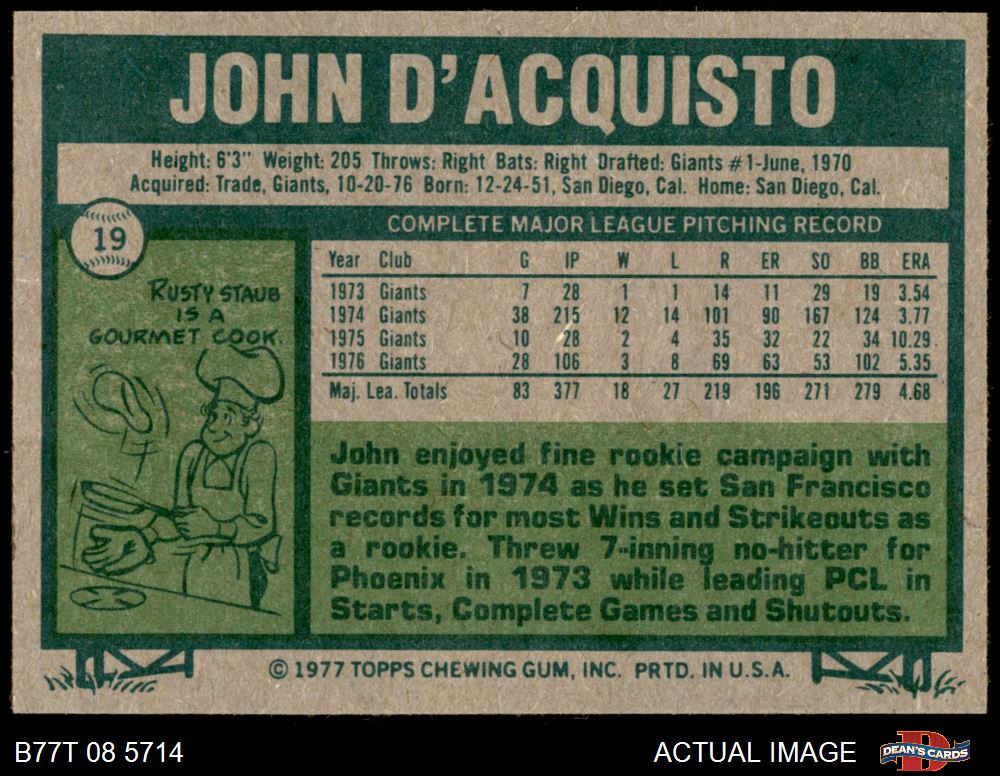 JOHN D'ACQUISTO
Height: 6'3" Weight: 205 Throws: Right Bats: Right Drafted: Giants #1-June, 1970
Acquired: Trade, Giants, 10-20-76 Born: 12-24-51, San Diego, Cal. Home: San Diego, Cal.
19
RUSTY STAUB
IS A
GOURMET COOK.
COMPLETE MAJOR LEAGUE PITCHING RECORD
Year Club G IP W L R ER SO BB ERA
1973 Giants 7 28 1 1 14 11 29 19 3.54
1974 Giants 38 215 12 14 101 90 167 124 3.77
1975 Giants 10 28 2 4 35 32 22 34 10.29
1976 Giants 28 106 3 8 69 63 53 102 5.35
Maj. Lea. Totals 83 377 18 27 219 196 271 279 4.68
John enjoyed fine rookie campaign with
Giants in 1974 as he set San Francisco
records for most Wins and Strikeouts as
a rookie. Threw 7-inning no-hitter for
Phoenix in 1973 while leading PCL in
Starts, Complete Games and Shutouts.
© 1977 TOPPS CHEWING GUM, INC. PRTD. IN U.S.A.
B77T 08 5714
ACTUAL IMAGE
DEAN'S CARDS